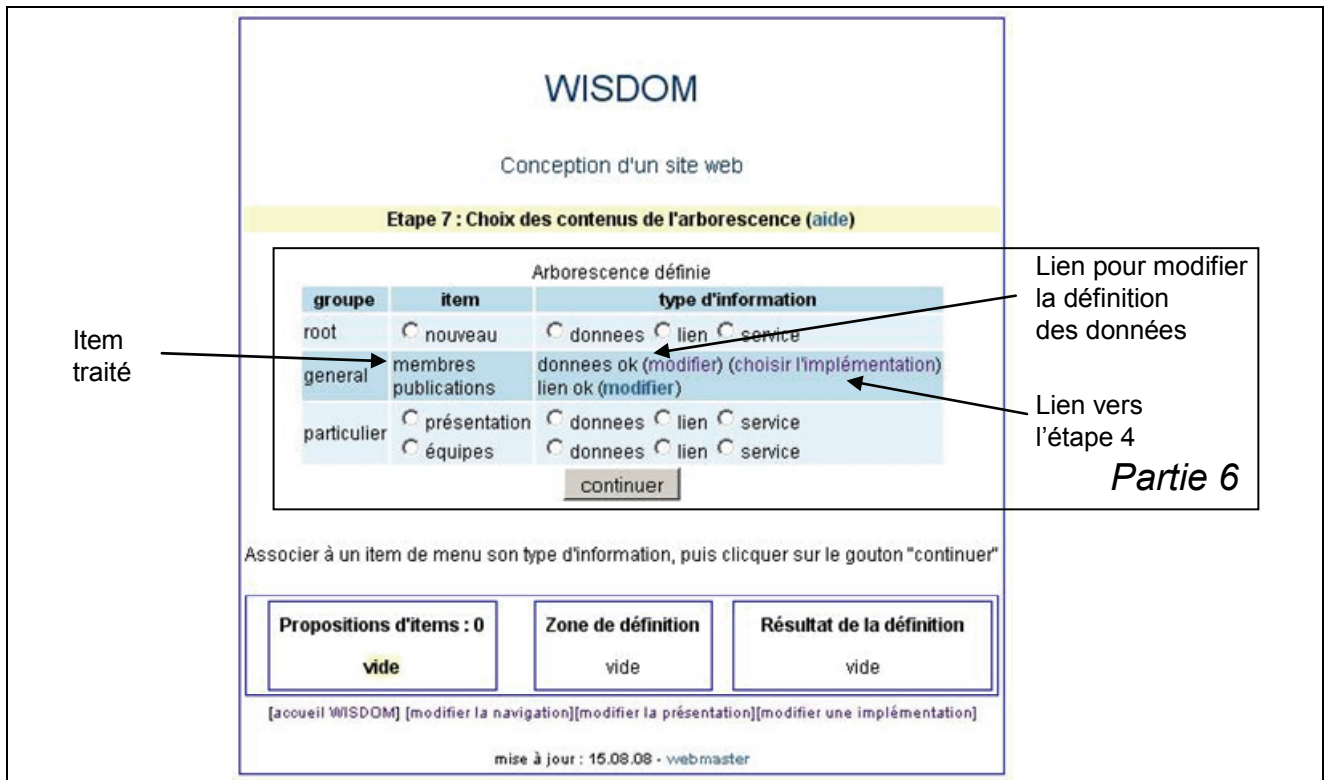 WISDOM
Conception d'un site web
Etape 7 : Choix des contenus de l'arborescence (aide)
Arborescence définie
groupe item type d'information
root nouveau donnees lien service
general membres donnees ok (modifier) (choisir l'implémentation)
publications lien ok (modifier)
particulier présentation donnees lien service
équipes donnees lien service
continuer
Item
traité
Lien pour modifier
la définition
des données
Lien vers
l'étape 4
Partie 6
Associer à un item de menu son type d'information, puis clicquer sur le gouton "continuer"
Propositions d'items : 0 Zone de définition Résultat de la définition
vide vide vide
[accueil WISDOM] [modifier la navigation][modifier la présentation][modifier une implémentation]
mise à jour : 15.08.08 - webmaster